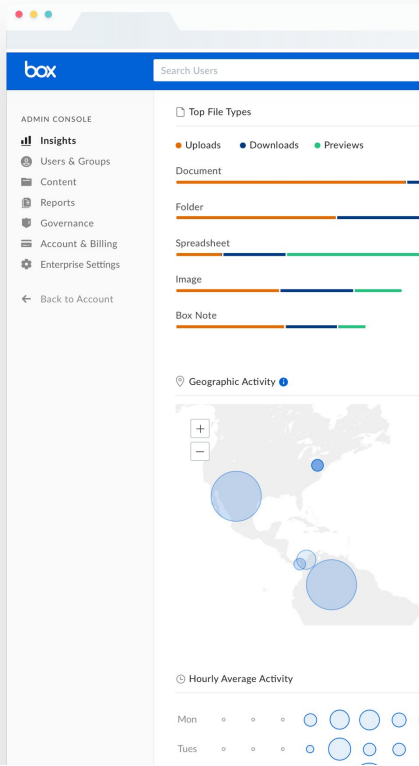 box
Search Users
ADMIN CONSOLE
Insights
Users & Groups
Content
Reports
Governance
Account & Billing
Enterprise Settings
Back to Account
Top File Types
Uploads Downloads Previews
Document
Folder
Spreadsheet
Image
Box Note
Geographic Activity
+
−
Hourly Average Activity
Mon
Tues